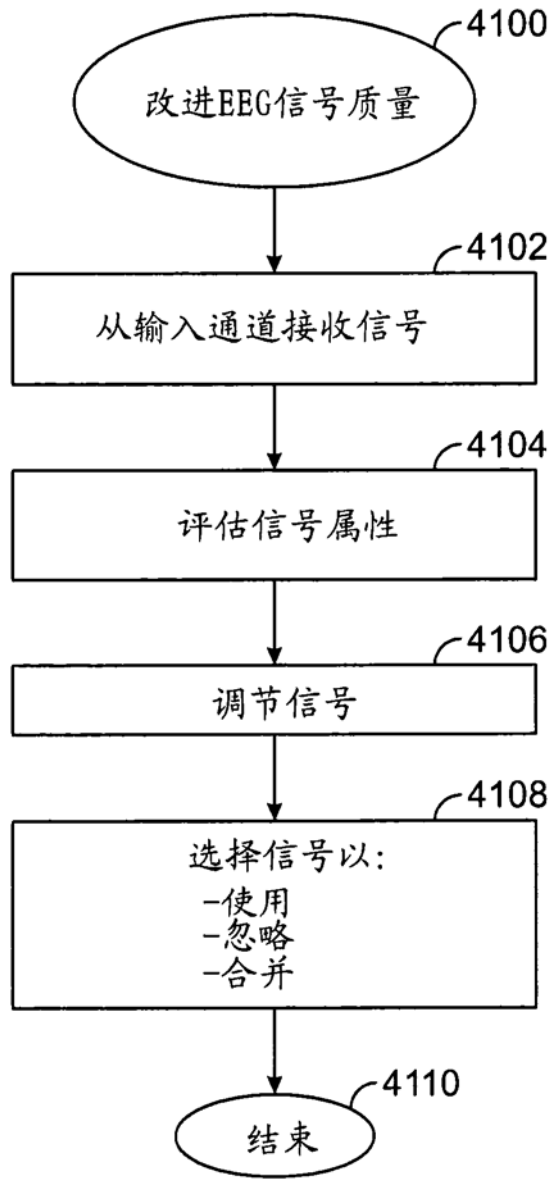 4100
改进EEG信号质量
4102
从输入通道接收信号
4104
评估信号属性
4106
调节信号
4108
选择信号以:
-使用
-忽略
-合并
4110
结束